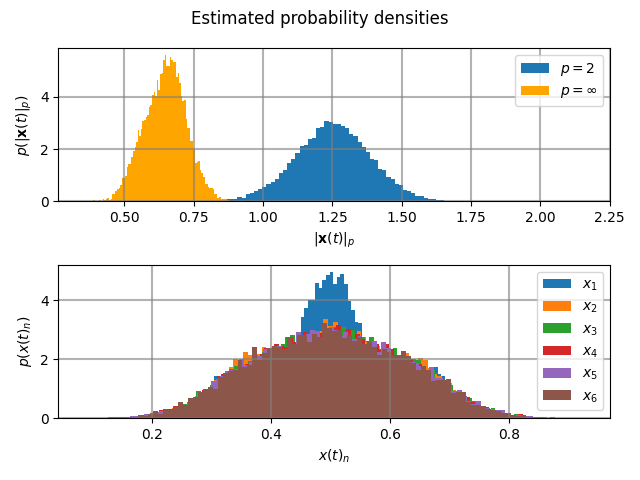 Estimated probability densities
p(|x(t)|ₚ)
4
2
0
p = 2
p = ∞
0.50 0.75 1.00 1.25 1.50 1.75 2.00 2.25
|x(t)|ₚ
p(x(t)ₙ)
4
2
0
x₁
x₂
x₃
x₄
x₅
x₆
0.2 0.4 0.6 0.8
x(t)ₙ